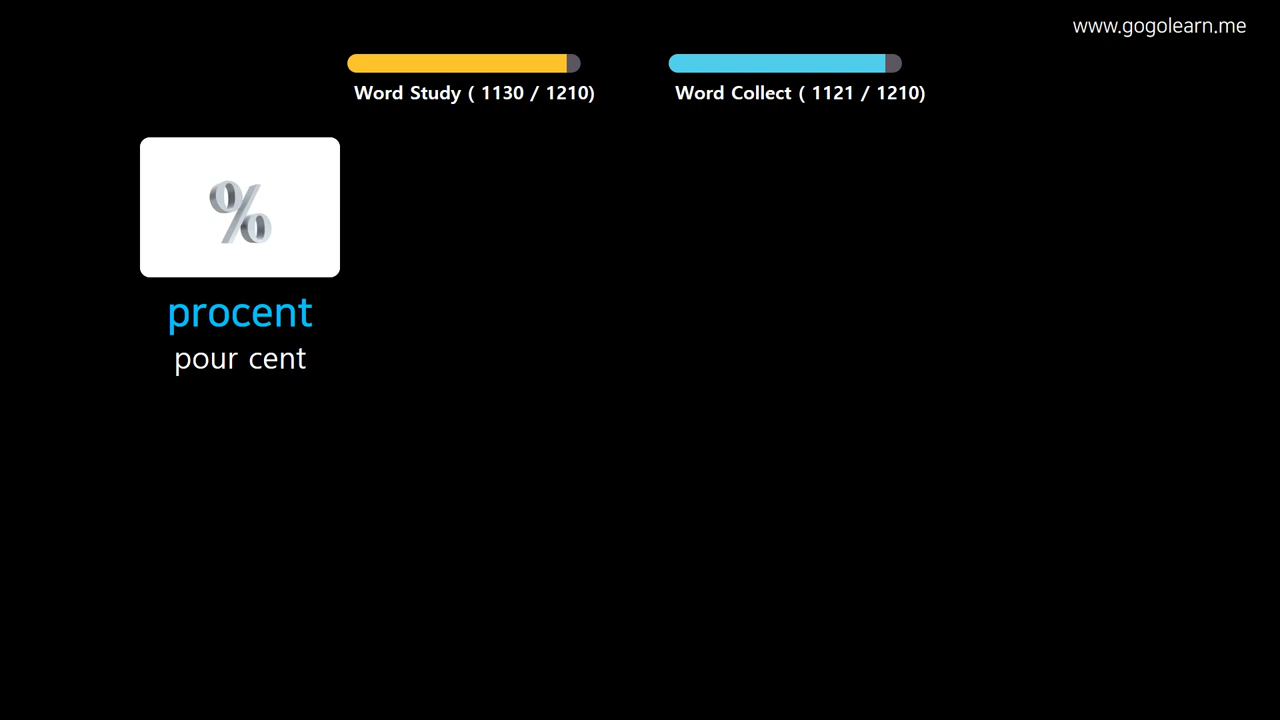 www.gogolearn.me
Word Study ( 1130 / 1210)
Word Collect ( 1121 / 1210)
%
procent
pour cent